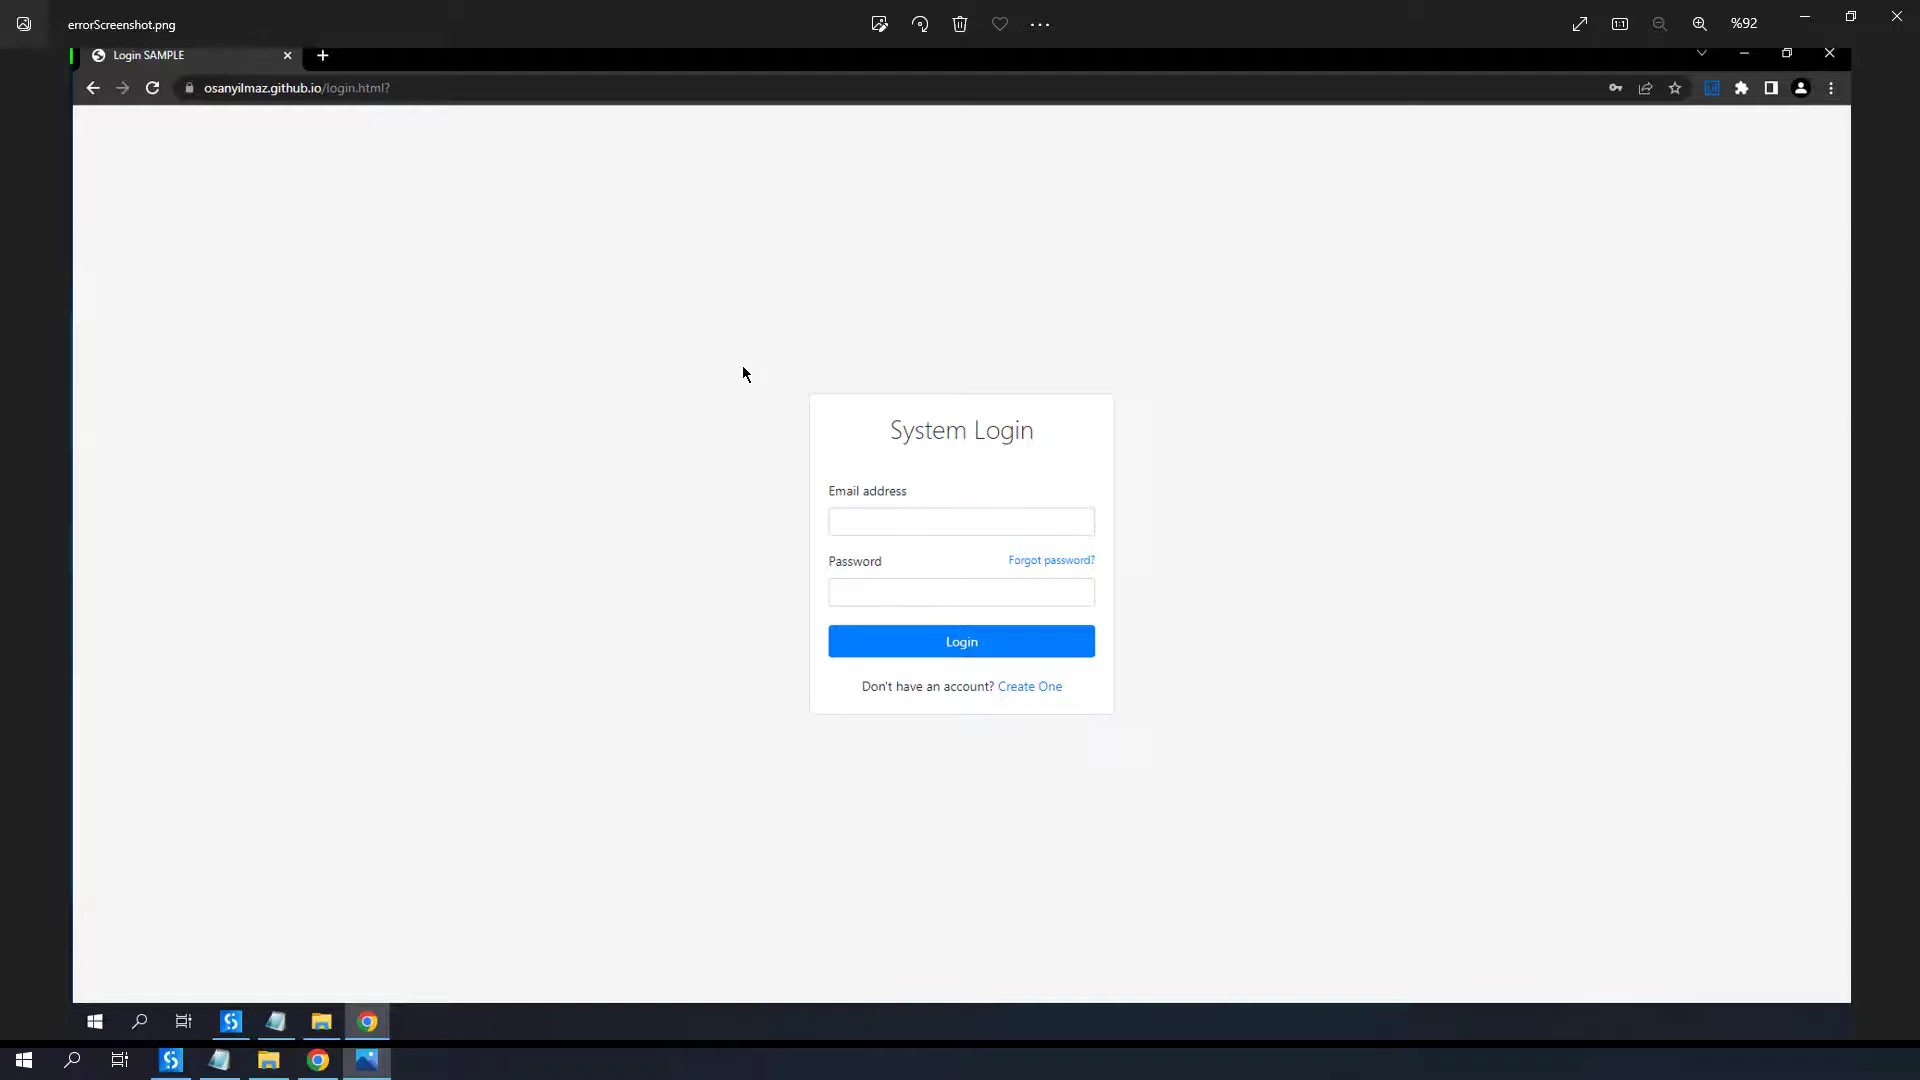 errorScreenshot.png
%92
Login SAMPLE
osanyilmaz.github.io/login.html?
System Login
Email address
Password
Forgot password?
Login
Don't have an account? Create One